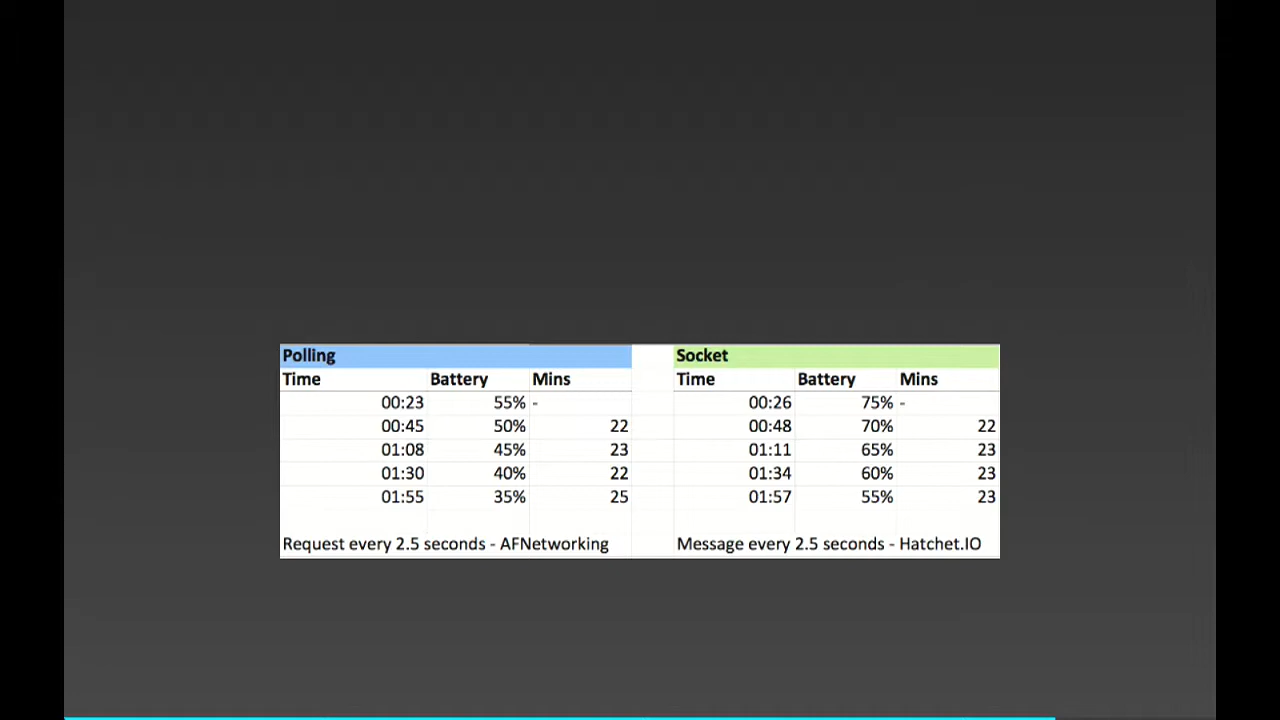 Polling Socket
Time Battery Mins Time Battery Mins
00:23 55% - 00:26 75% -
00:45 50% 22 00:48 70% 22
01:08 45% 23 01:11 65% 23
01:30 40% 22 01:34 60% 23
01:55 35% 25 01:57 55% 23
Request every 2.5 seconds - AFNetworking Message every 2.5 seconds - Hatchet.IO